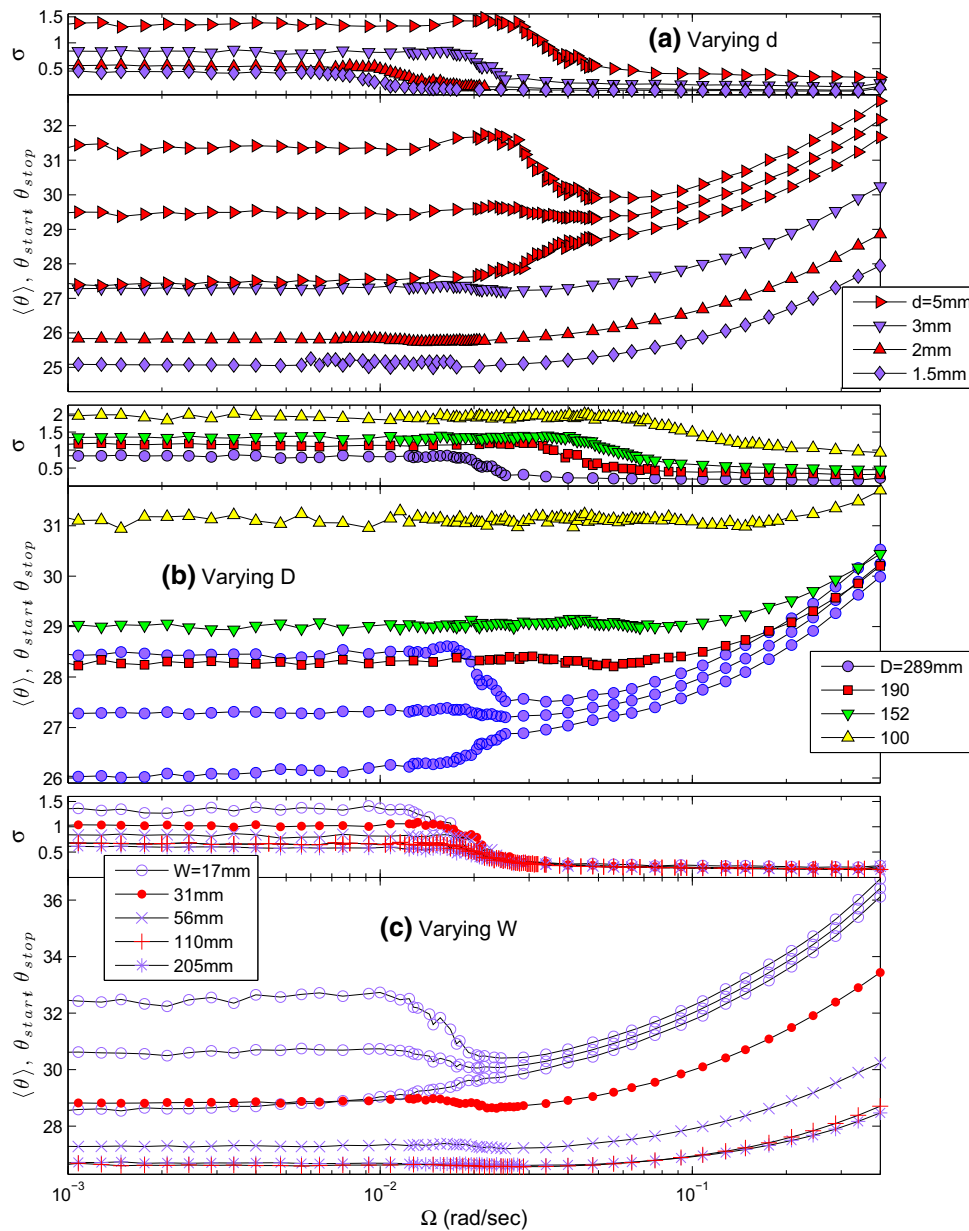 1.5
1
0.5
σ
(a) Varying d
32
31
30
29
28
27
26
25
⟨θ⟩, θstart θstop
d=5mm
3mm
2mm
1.5mm
2
1.5
1
0.5
σ
31
30
29
28
27
26
⟨θ⟩, θstart θstop
(b) Varying D
D=289mm
190
152
100
1.5
1
0.5
σ
W=17mm
31mm
56mm
110mm
205mm
(c) Varying W
36
34
32
30
28
⟨θ⟩, θstart θstop
10⁻³
10⁻²
10⁻¹
Ω (rad/sec)